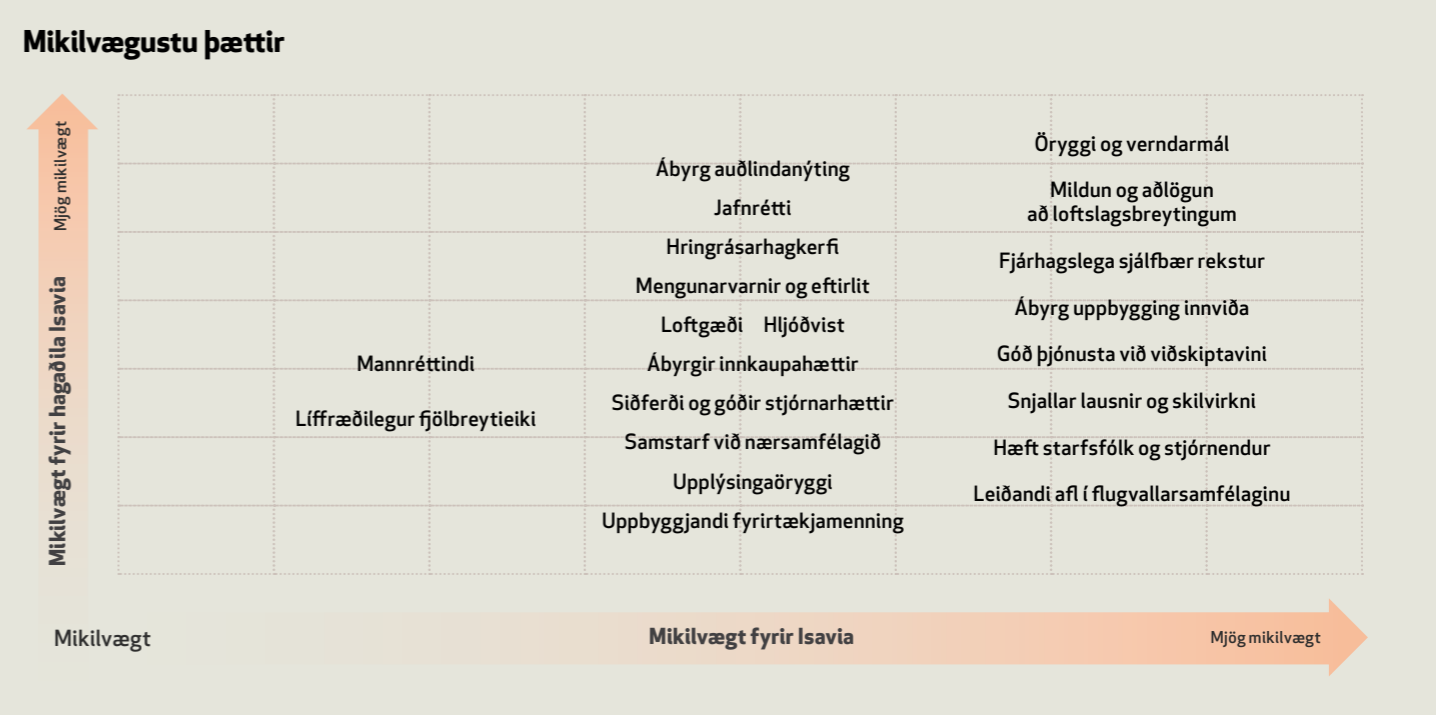 Mikilvægustu þættir
Mjög mikilvægt
Mikilvægt fyrir hagaðila Isavia
Mannréttindi
Líffræðilegur fjölbreytieiki
Ábyrg auðlindanýting
Jafnrétti
Hringrásarhagkerfi
Mengunarvarnir og eftirlit
Loftgæði Hljóðvist
Ábyrgir innkaupahættir
Siðferði og góðir stjórnarhættir
Samstarf við nærsamfélagið
Upplýsingaöryggi
Uppbyggjandi fyrirtækjamenning
Öryggi og verndarmál
Mildun og aðlögun
að loftslagsbreytingum
Fjárhagslega sjálfbær rekstur
Ábyrg uppbygging innviða
Góð þjónusta við viðskiptavini
Snjallar lausnir og skilvirkni
Hæft starfsfólk og stjórnendur
Leiðandi afl í flugvallarsamfélaginu
Mikilvægt
Mikilvægt fyrir Isavia
Mjög mikilvægt